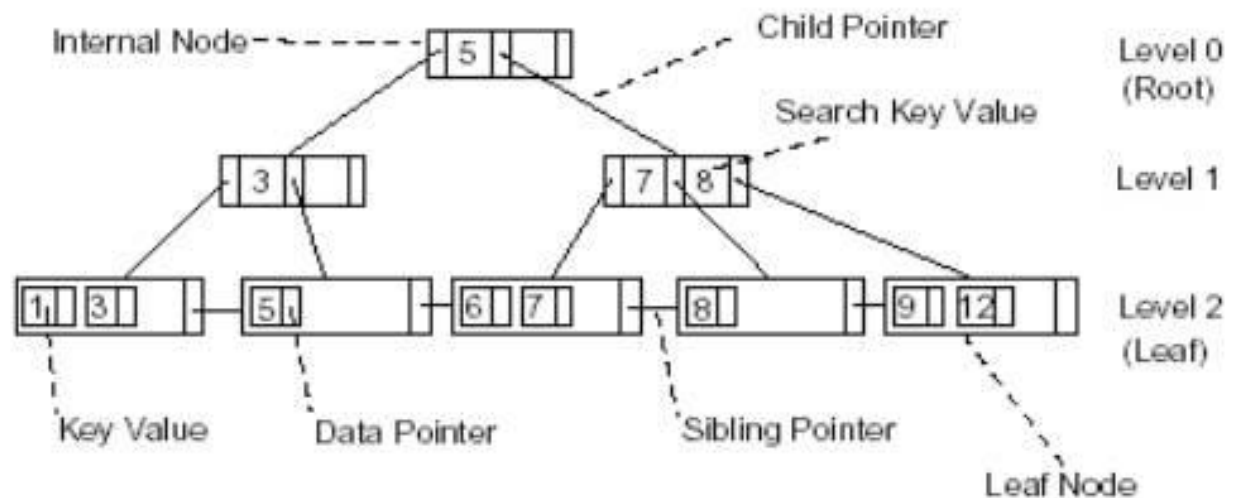 Internal Node
5
Child Pointer
Level 0
(Root)
Search Key Value
3
7 8
Level 1
1 3 5 6 7 8 9 12
Level 2
(Leaf)
Key Value
Data Pointer
Sibling Pointer
Leaf Node